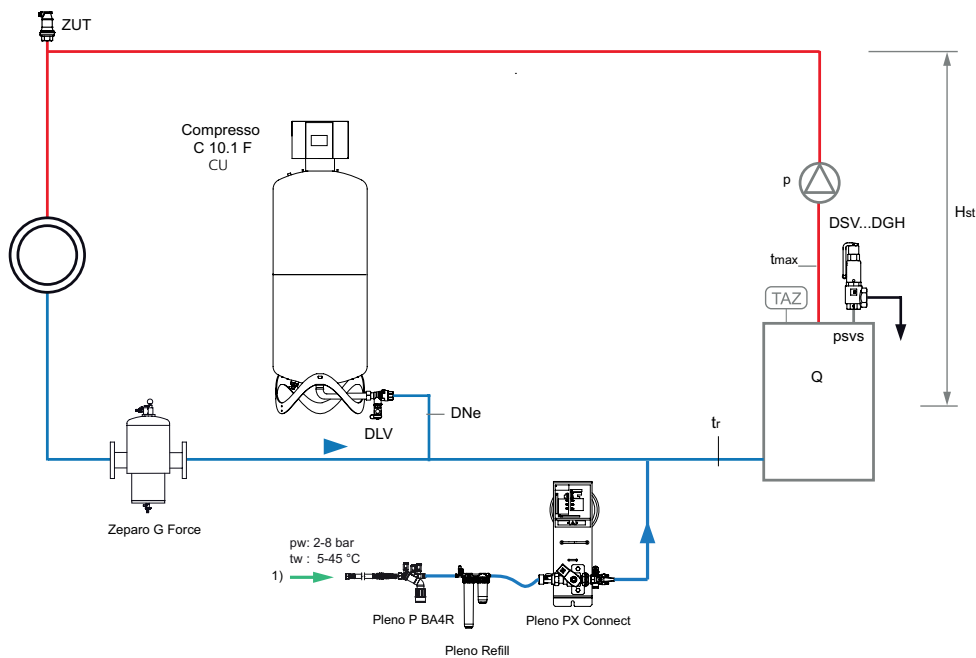 ZUT
Compresso
C 10.1 F
CU
p
Hst
DSV...DGH
tmax
TAZ
psvs
Q
DNe
DLV
tr
Zeparo G Force
pw: 2-8 bar
tw : 5-45 °C
1)
Pleno P BA4R
Pleno PX Connect
Pleno Refill